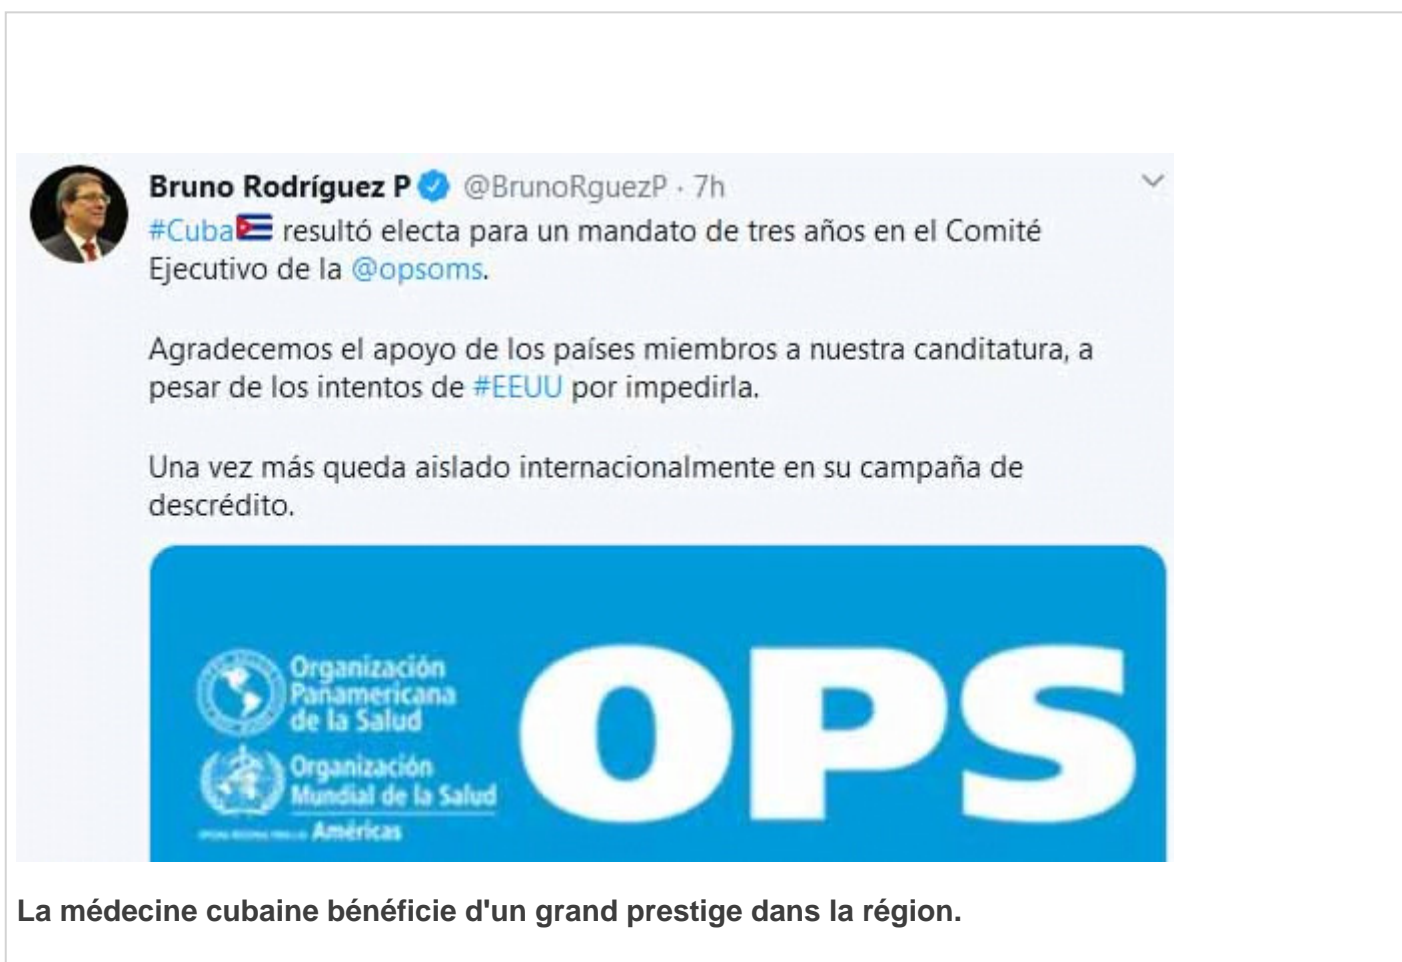 Bruno Rodríguez P @BrunoRguezP · 7h
#Cuba resultó electa para un mandato de tres años en el Comité
Ejecutivo de la @opsoms.
Agradecemos el apoyo de los países miembros a nuestra canditatura, a
pesar de los intentos de #EEUU por impedirla.
Una vez más queda aislado internacionalmente en su campaña de
descrédito.
Organización
Panamericana
de la Salud
Organización
Mundial de la Salud
Américas
OPS
La médecine cubaine bénéficie d'un grand prestige dans la région.